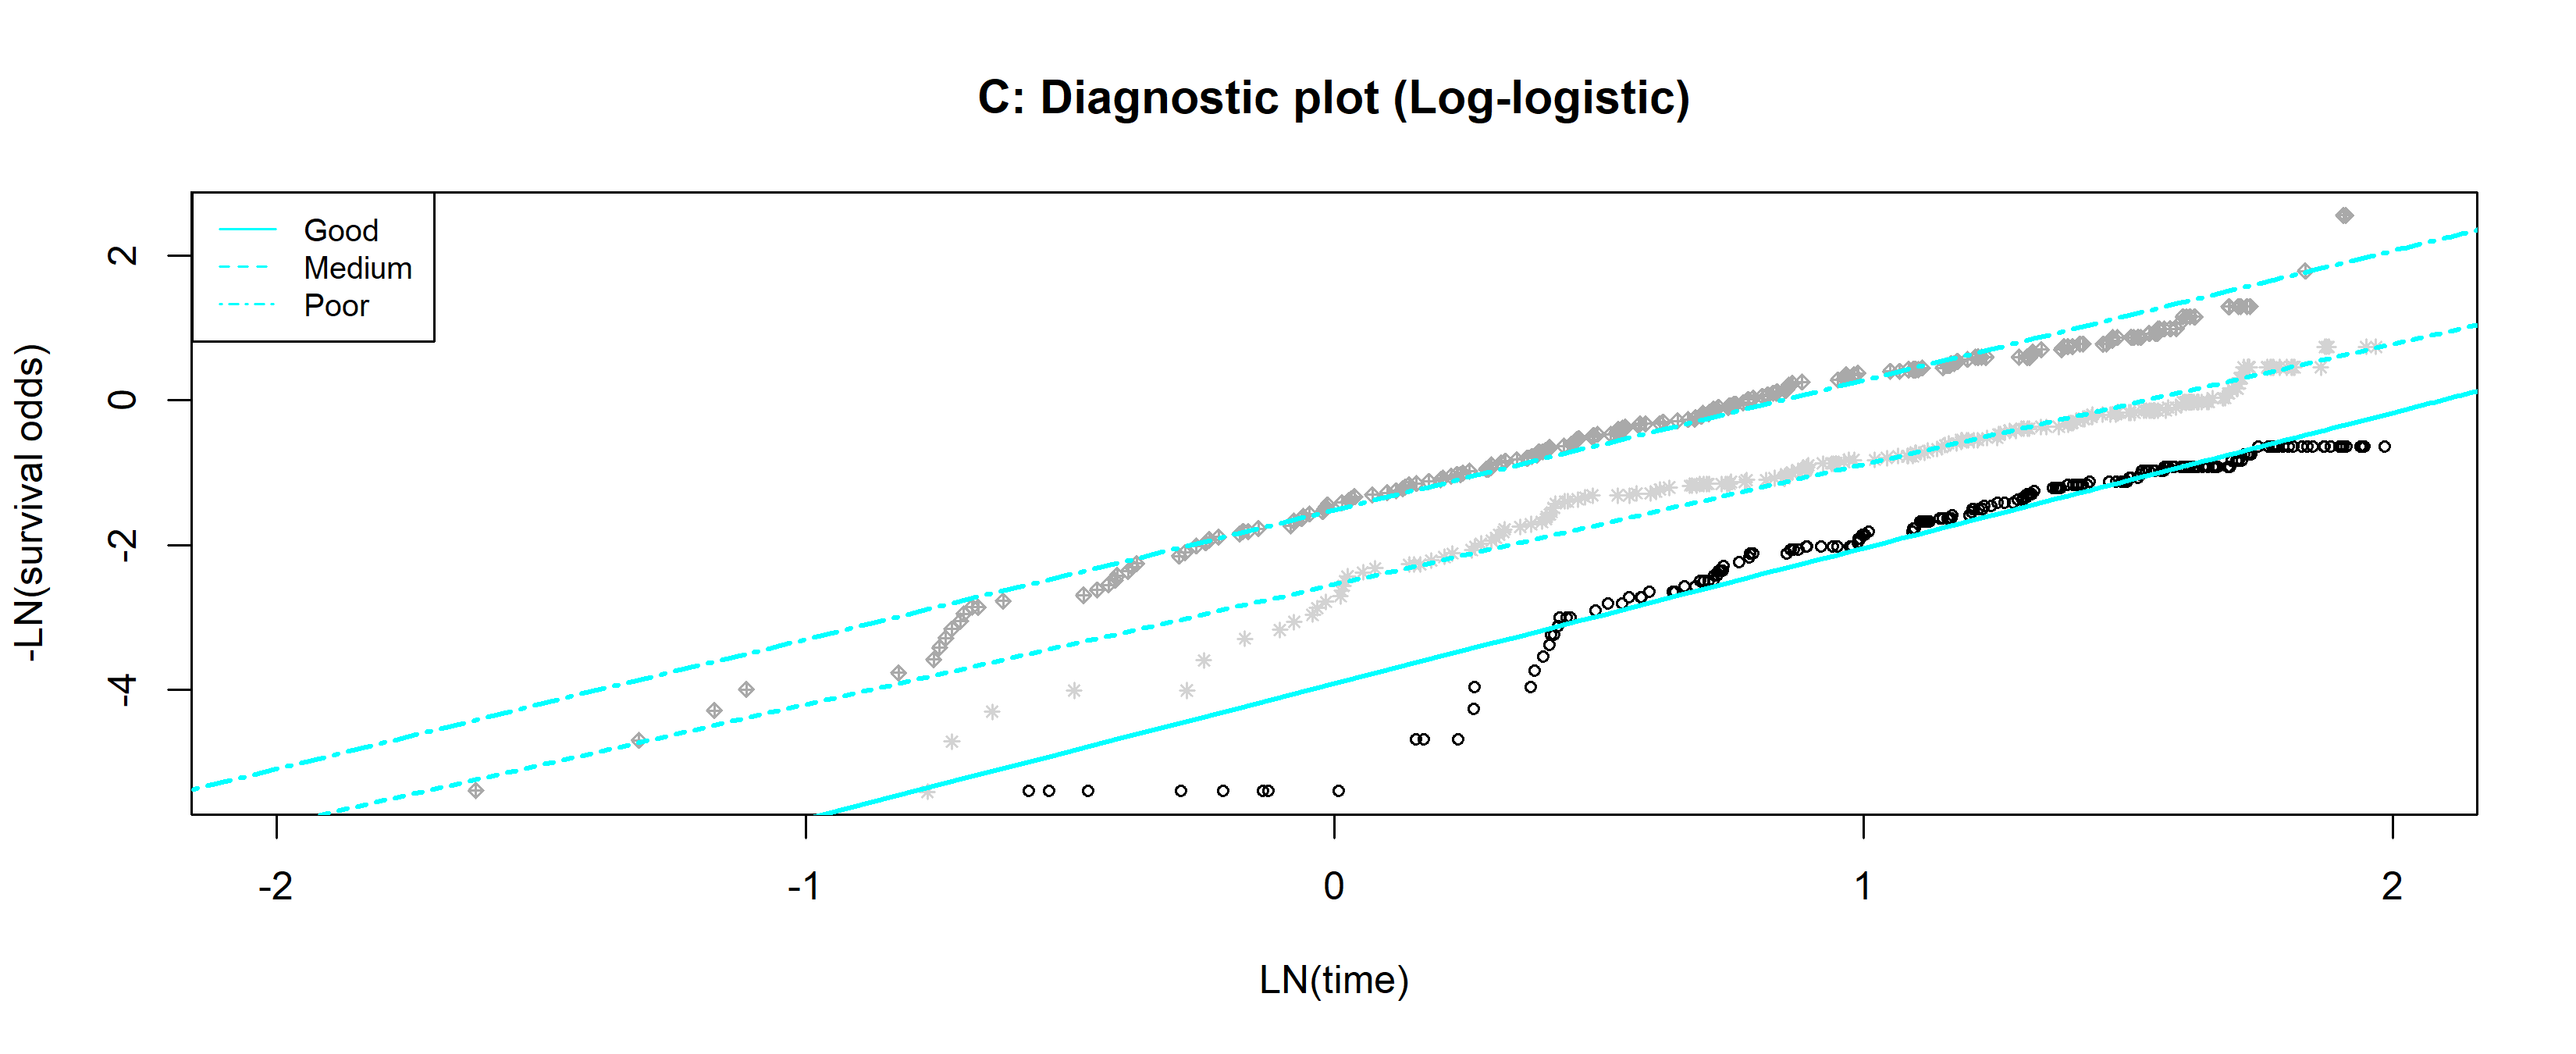 C: Diagnostic plot (Log-logistic)
Good
Medium
Poor
2
0
-2
-4
-LN(survival odds)
-2
-1
0
1
2
LN(time)